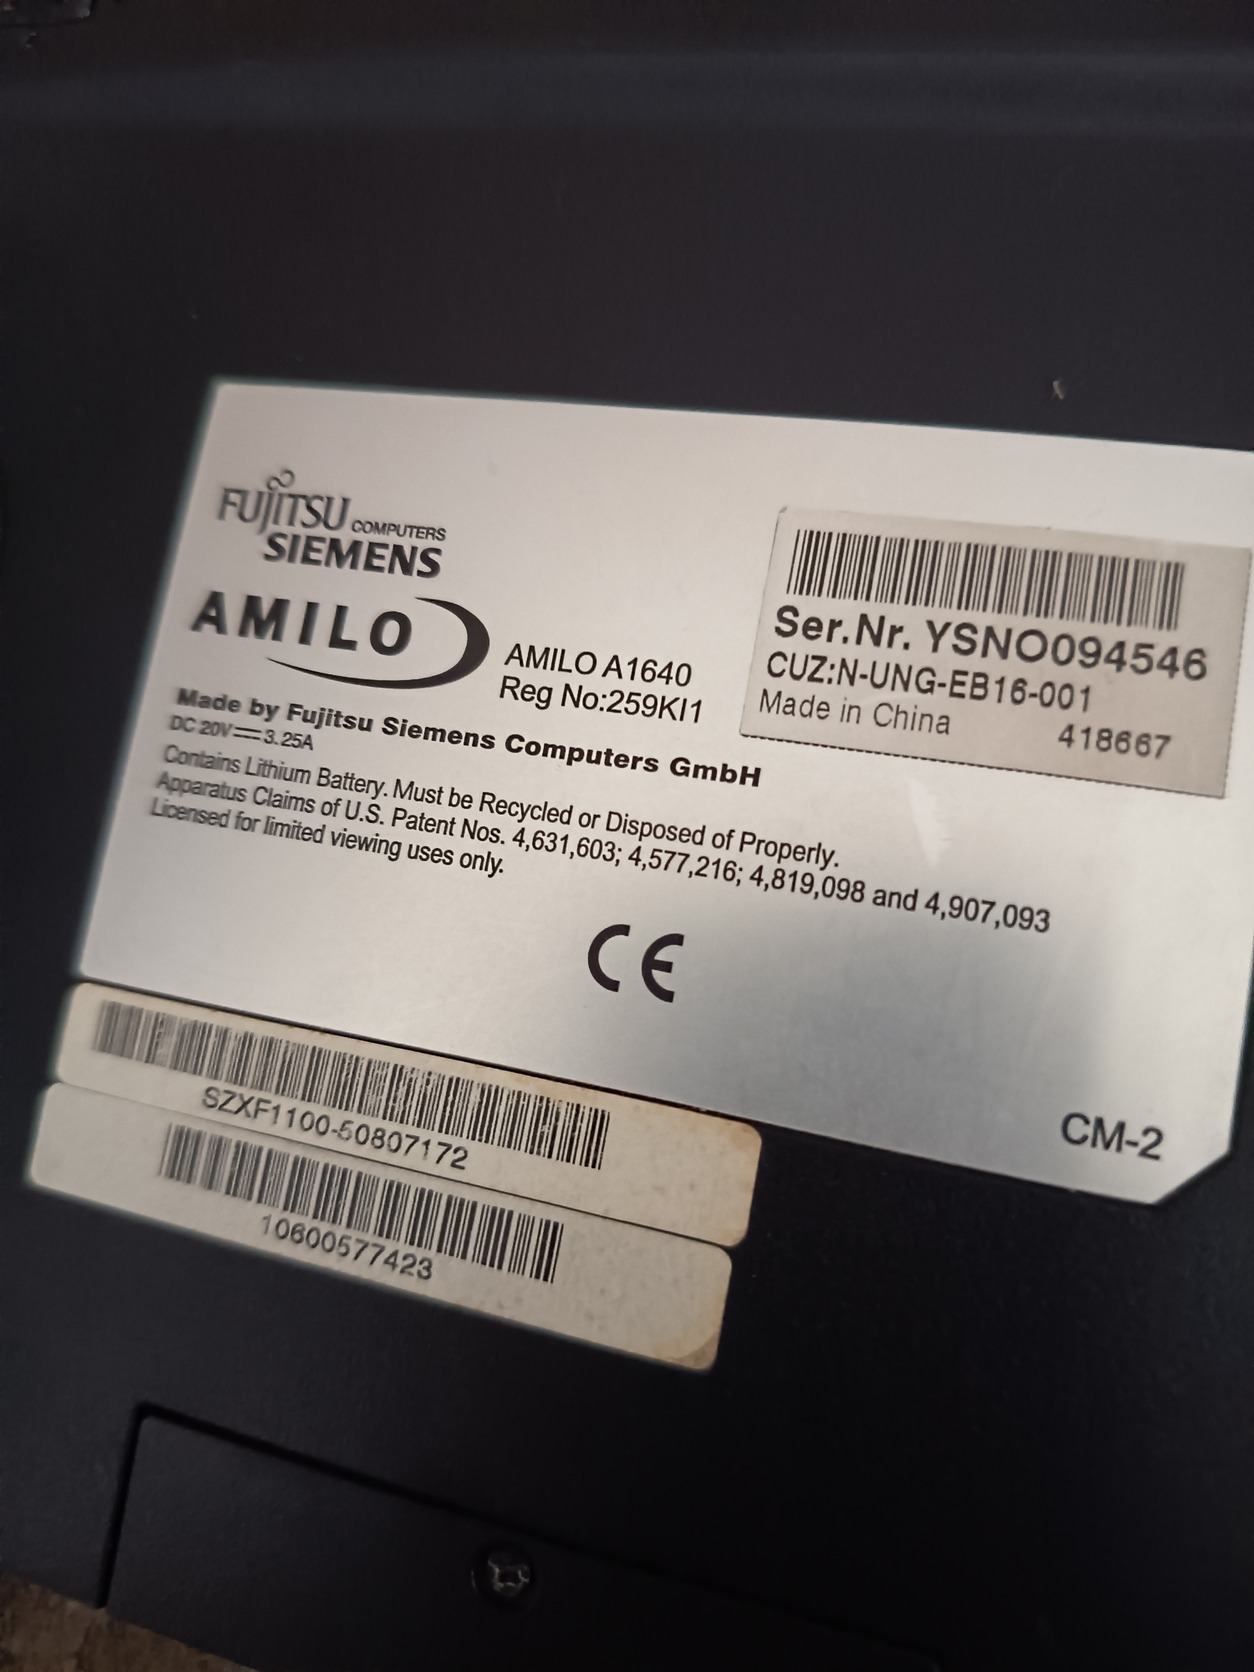 FUJITSU COMPUTERS
SIEMENS
AMILO
AMILO A1640
Reg No:259KI1
Ser.Nr. YSNO094546
CUZ:N-UNG-EB16-001
Made in China 418667
Made by Fujitsu Siemens Computers GmbH
DC 20V⎓3.25A
Contains Lithium Battery. Must be Recycled or Disposed of Properly.
Apparatus Claims of U.S. Patent Nos. 4,631,603; 4,577,216; 4,819,098 and 4,907,093
Licensed for limited viewing uses only.
CE
CM-2
SZXF1100-50807172
10600577423